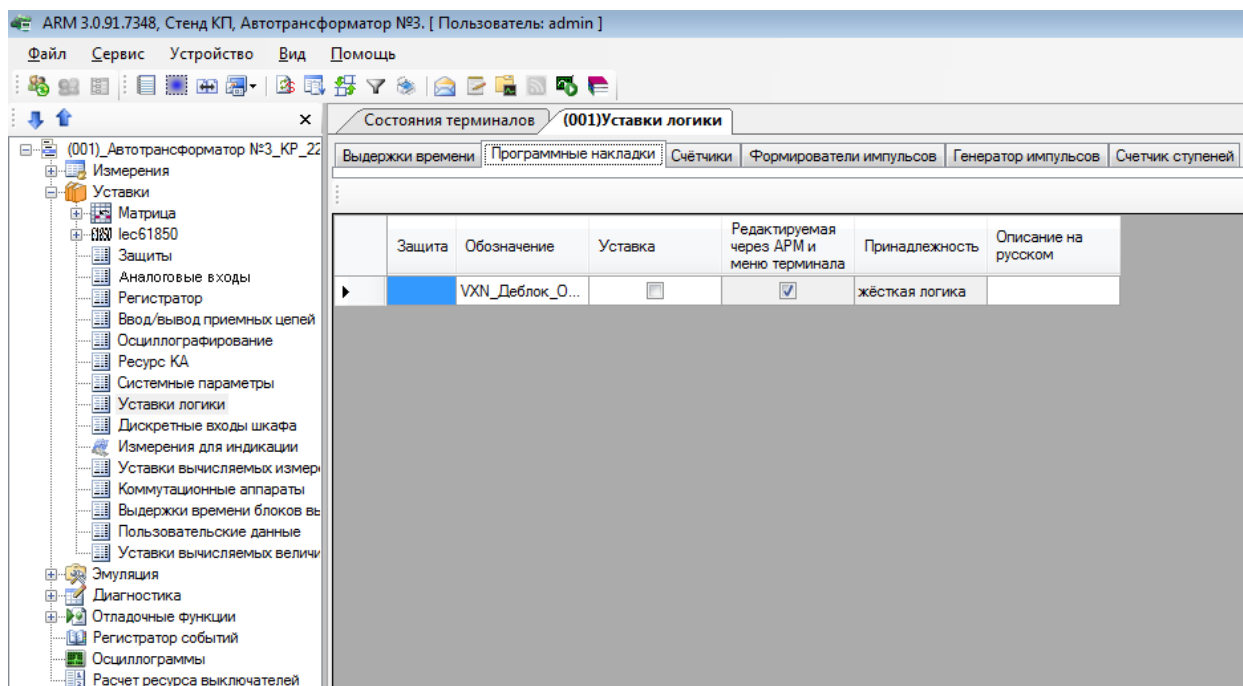 ARM 3.0.91.7348, Стенд КП, Автотрансформатор №3. [ Пользователь: admin ]
Файл Сервис Устройство Вид Помощь
Состояния терминалов (001)Уставки логики
(001)_Автотрансформатор №3_KP_22
Измерения
Уставки
Матрица
Iec61850
Защиты
Аналоговые входы
Регистратор
Ввод/вывод приемных цепей
Осциллографирование
Ресурс КА
Системные параметры
Уставки логики
Дискретные входы шкафа
Измерения для индикации
Уставки вычисляемых измер
Коммутационные аппараты
Выдержки времени блоков вы
Пользовательские данные
Уставки вычисляемых величи
Эмуляция
Диагностика
Отладочные функции
Регистратор событий
Осциллограммы
Расчет ресурса выключателей
Выдержки времени Программные накладки Счётчики Формирователи импульсов Генератор импульсов Счетчик ступеней
Защита Обозначение Уставка Редактируемая через АРМ и меню терминала Принадлежность Описание на русском
VXN_Деблок_О... жёсткая логика